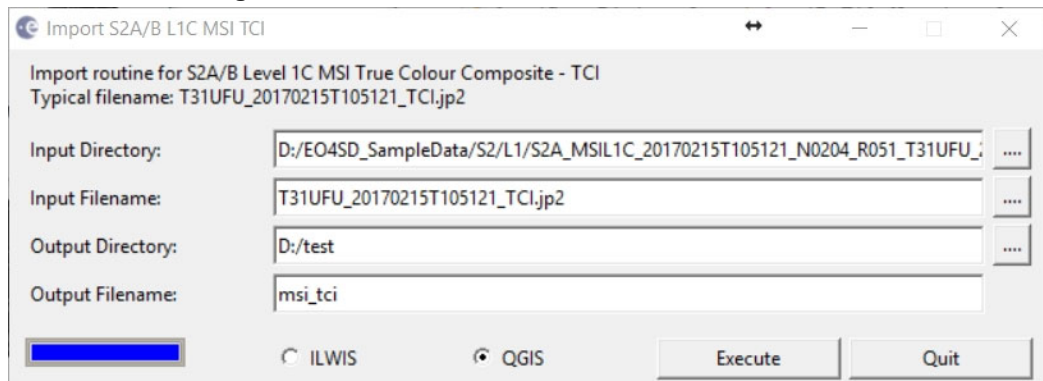 Import S2A/B L1C MSI TCI
Import routine for S2A/B Level 1C MSI True Colour Composite - TCI
Typical filename: T31UFU_20170215T105121_TCI.jp2
Input Directory: D:/EO4SD_SampleData/S2/L1/S2A_MSIL1C_20170215T105121_N0204_R051_T31UFU_ ....
Input Filename: T31UFU_20170215T105121_TCI.jp2 ....
Output Directory: D:/test ....
Output Filename: msi_tci
ILWIS QGIS Execute Quit